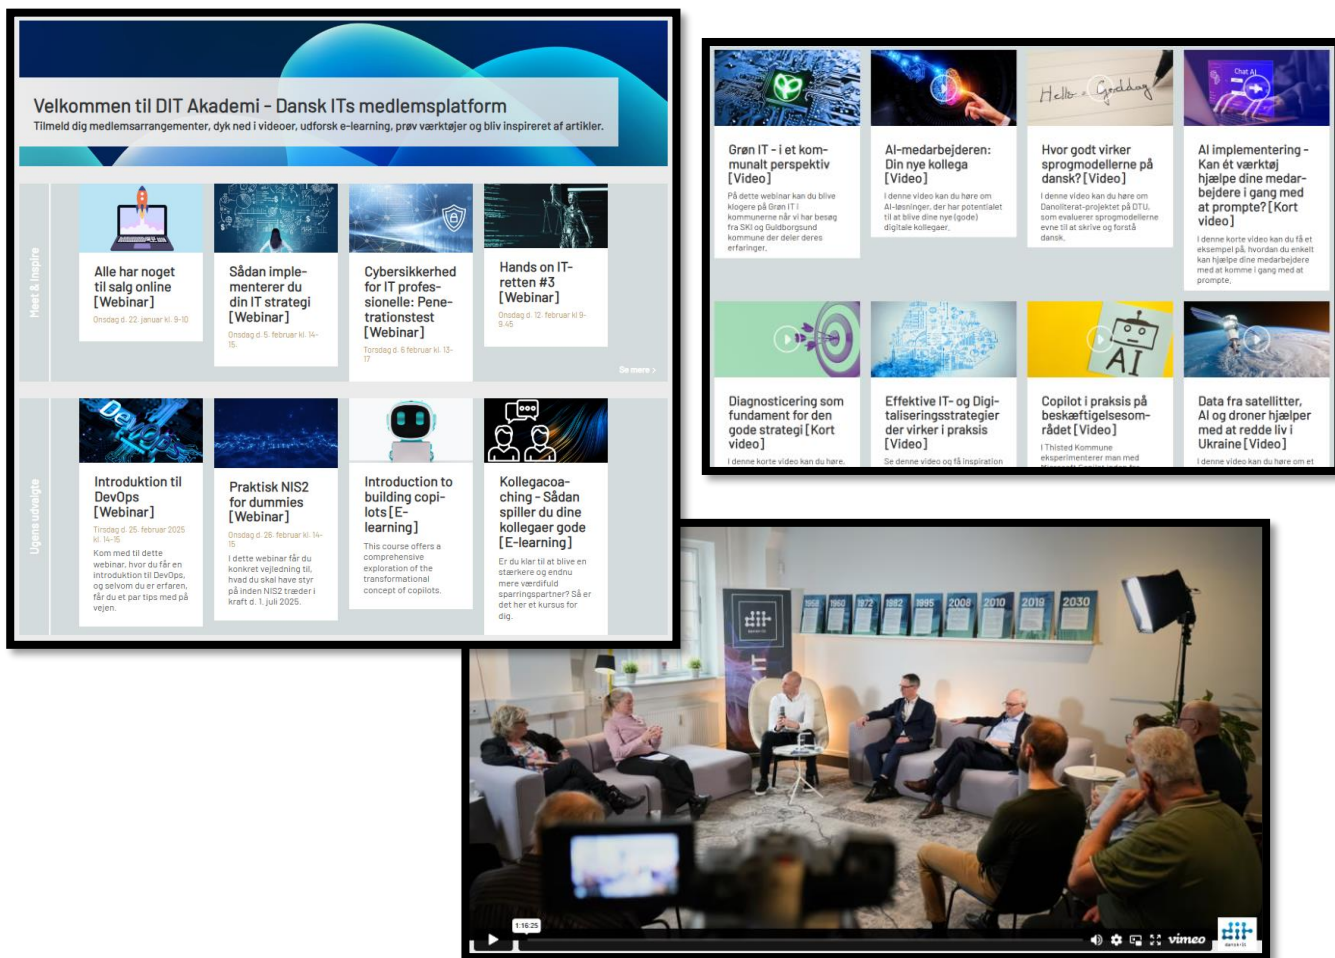 Velkommen til DIT Akademi - Dansk ITs medlemsplatform
Tilmeld dig medlemsarrangementer, dyk ned i videoer, udforsk e-learning, prøv værktøjer og bliv inspireret af artikler.
Meet & Inspire
Alle har noget
til salg online
[Webinar]
Onsdag d. 22. januar kl. 9-10
Sådan imple-
menterer du
din IT strategi
[Webinar]
Onsdag d. 5. februar kl. 14-
15.
Cybersikkerhed
for IT profes-
sionelle: Pene-
trationstest
[Webinar]
Torsdag d. 6 februar kl. 13-
17
Hands on IT-
retten #3
[Webinar]
Onsdag d. 12. februar kl 9-
9.45
Se mere >
Ugens udvalgte
DevOps
Introduktion til
DevOps
[Webinar]
Tirsdag d. 25. februar 2025
kl. 14-15
Kom med til dette
webinar, hvor du får en
introduktion til DevOps,
og selvom du er erfaren,
får du et par tips med på
vejen.
Praktisk NIS2
for dummies
[Webinar]
Onsdag d. 26. februar kl. 14-
15
I dette webinar får du
konkret vejledning til,
hvad du skal have styr
på inden NIS2 træder i
kraft d. 1. juli 2025.
Introduction to
building copi-
lots [E-
learning]
This course offers a
comprehensive
exploration of the
transformational
concept of copilots.
Kollegacoa-
ching - Sådan
spiller du dine
kollegaer gode
[E-learning]
Er du klar til at blive en
stærkere og endnu
mere værdifuld
sparringspartner? Så er
det her et kursus for
dig.
Grøn IT - i et kom-
munalt perspektiv
[Video]
På dette webinar kan du blive
klogere på Grøn IT i
kommunerne når vi har besøg
fra SKI og Guldborgsund
kommune der deler deres
erfaringer.
AI-medarbejderen:
Din nye kollega
[Video]
I denne video kan du høre om
AI-løsninger, der har potentialet
til at blive dine nye (gode)
digitale kollegaer.
Hello - Goddag
Hvor godt virker
sprogmodellerne på
dansk? [Video]
I denne video kan du høre om
Danoliterat-projektet på DTU,
som evaluerer sprogmodellerne
evne til at skrive og forstå
dansk.
Chat AI
AI implementering -
Kan ét værktøj
hjælpe dine medar-
bejdere i gang med
at prompte? [Kort
video]
I denne korte video kan du få et
eksempel på, hvordan du enkelt
kan hjælpe dine medarbejdere
med at komme i gang med at
prompte.
Diagnosticering som
fundament for den
gode strategi [Kort
video]
I denne korte video kan du høre,
Effektive IT- og Digi-
taliseringsstrategier
der virker i praksis
[Video]
Se denne video og få inspiration
AI
Copilot i praksis på
beskæftigelsesom-
rådet [Video]
I Thisted Kommune
eksperimenterer man med
Data fra satellitter,
AI og droner hjælper
med at redde liv i
Ukraine [Video]
I denne video kan du høre om et
1958 1960 1972 1982 1995 2008 2010 2019 2030
dit
dansk·it
IT
1:16:25
vimeo
dit
dansk·it